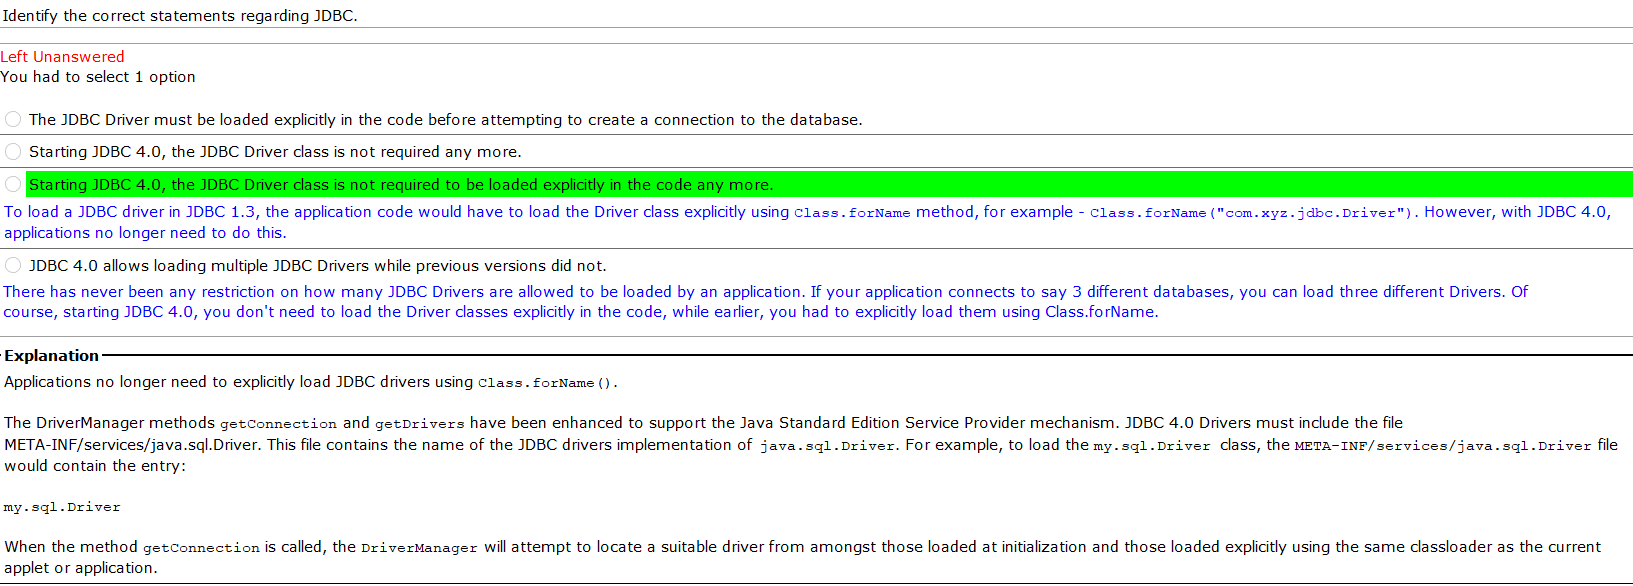 Identify the correct statements regarding JDBC.
Left Unanswered
You had to select 1 option
The JDBC Driver must be loaded explicitly in the code before attempting to create a connection to the database.
Starting JDBC 4.0, the JDBC Driver class is not required any more.
Starting JDBC 4.0, the JDBC Driver class is not required to be loaded explicitly in the code any more.
To load a JDBC driver in JDBC 1.3, the application code would have to load the Driver class explicitly using Class.forName method, for example - Class.forName("com.xyz.jdbc.Driver"). However, with JDBC 4.0,
applications no longer need to do this.
JDBC 4.0 allows loading multiple JDBC Drivers while previous versions did not.
There has never been any restriction on how many JDBC Drivers are allowed to be loaded by an application. If your application connects to say 3 different databases, you can load three different Drivers. Of
course, starting JDBC 4.0, you don't need to load the Driver classes explicitly in the code, while earlier, you had to explicitly load them using Class.forName.
Explanation
Applications no longer need to explicitly load JDBC drivers using Class.forName().
The DriverManager methods getConnection and getDrivers have been enhanced to support the Java Standard Edition Service Provider mechanism. JDBC 4.0 Drivers must include the file
META-INF/services/java.sql.Driver. This file contains the name of the JDBC drivers implementation of java.sql.Driver. For example, to load the my.sql.Driver class, the META-INF/services/java.sql.Driver file
would contain the entry:
my.sql.Driver
When the method getConnection is called, the DriverManager will attempt to locate a suitable driver from amongst those loaded at initialization and those loaded explicitly using the same classloader as the current
applet or application.